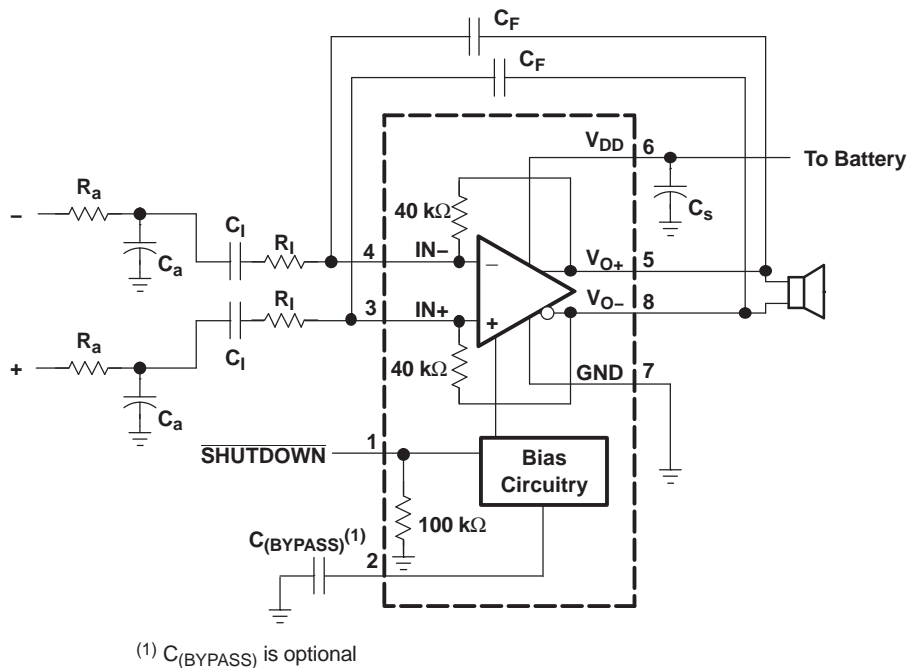 C_F
C_F
V_DD 6
To Battery
R_a
C_s
40 kΩ
–
C_I
R_I
4
IN–
–
V_O+ 5
C_a
V_O– 8
R_I
3
IN+
+
R_a
C_I
40 kΩ
GND 7
+
C_a
1
SHUTDOWN
Bias
Circuitry
100 kΩ
C_(BYPASS)^(1)
2
(1) C_(BYPASS) is optional